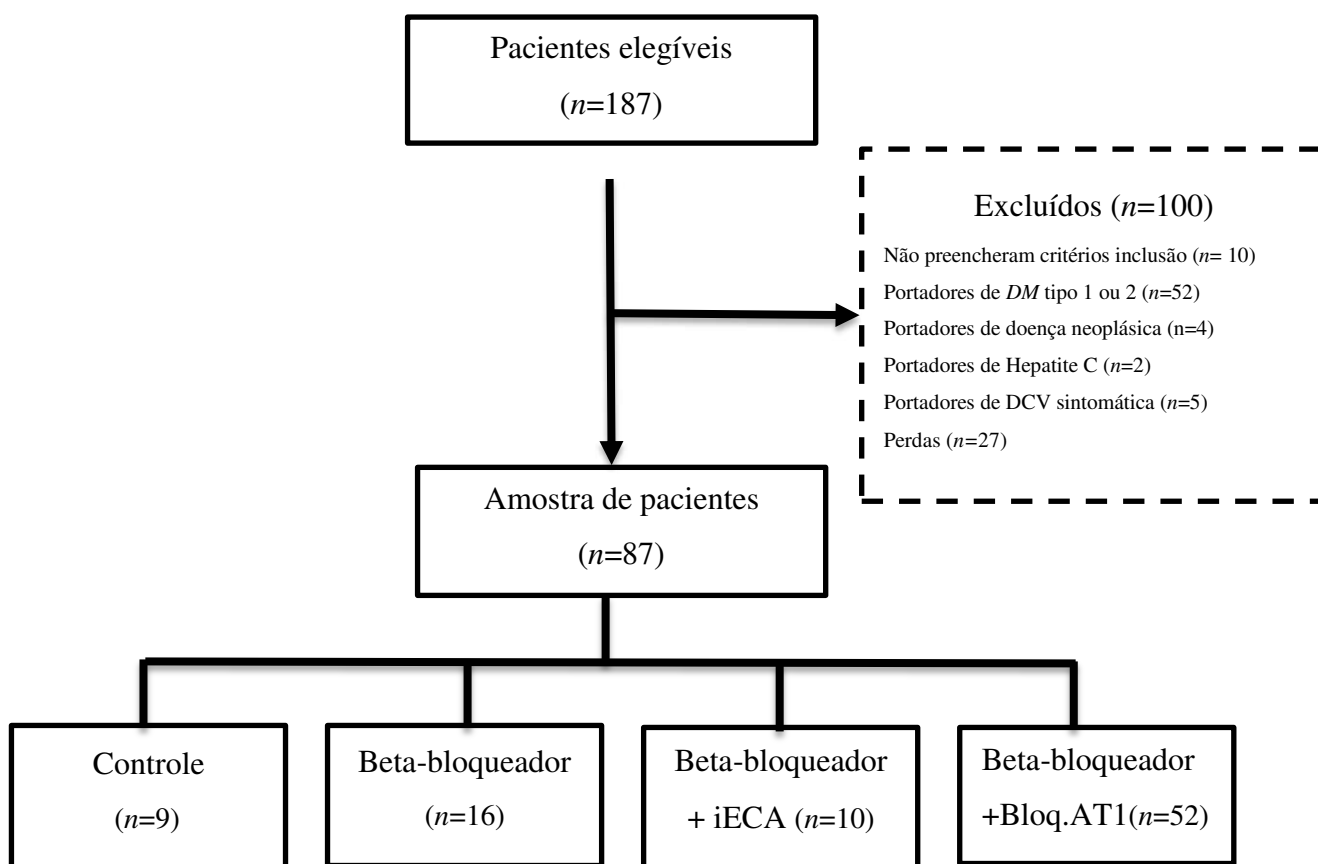 Pacientes elegíveis
(n=187)
Excluídos (n=100)
Não preencheram critérios inclusão (n= 10)
Portadores de DM tipo 1 ou 2 (n=52)
Portadores de doença neoplásica (n=4)
Portadores de Hepatite C (n=2)
Portadores de DCV sintomática (n=5)
Perdas (n=27)
Amostra de pacientes
(n=87)
Controle
(n=9)
Beta-bloqueador
(n=16)
Beta-bloqueador
+ iECA (n=10)
Beta-bloqueador
+Bloq.AT1(n=52)